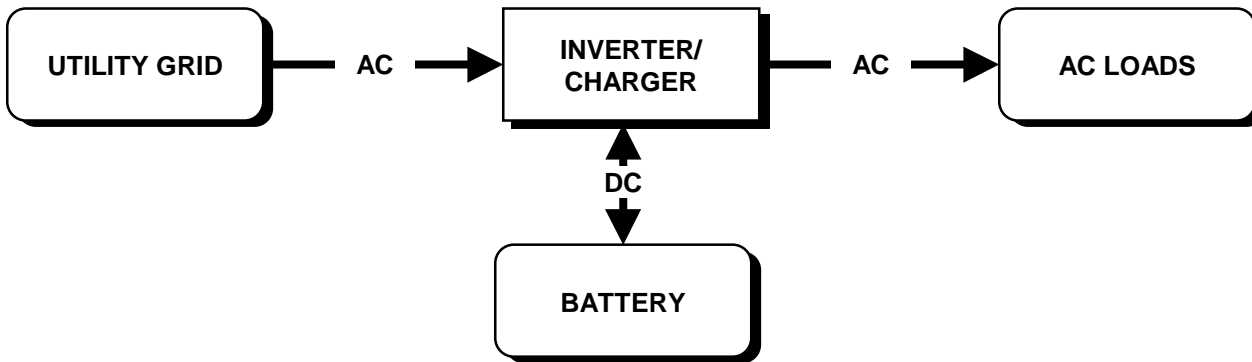 UTILITY GRID
AC
INVERTER/
CHARGER
AC
AC LOADS
DC
BATTERY